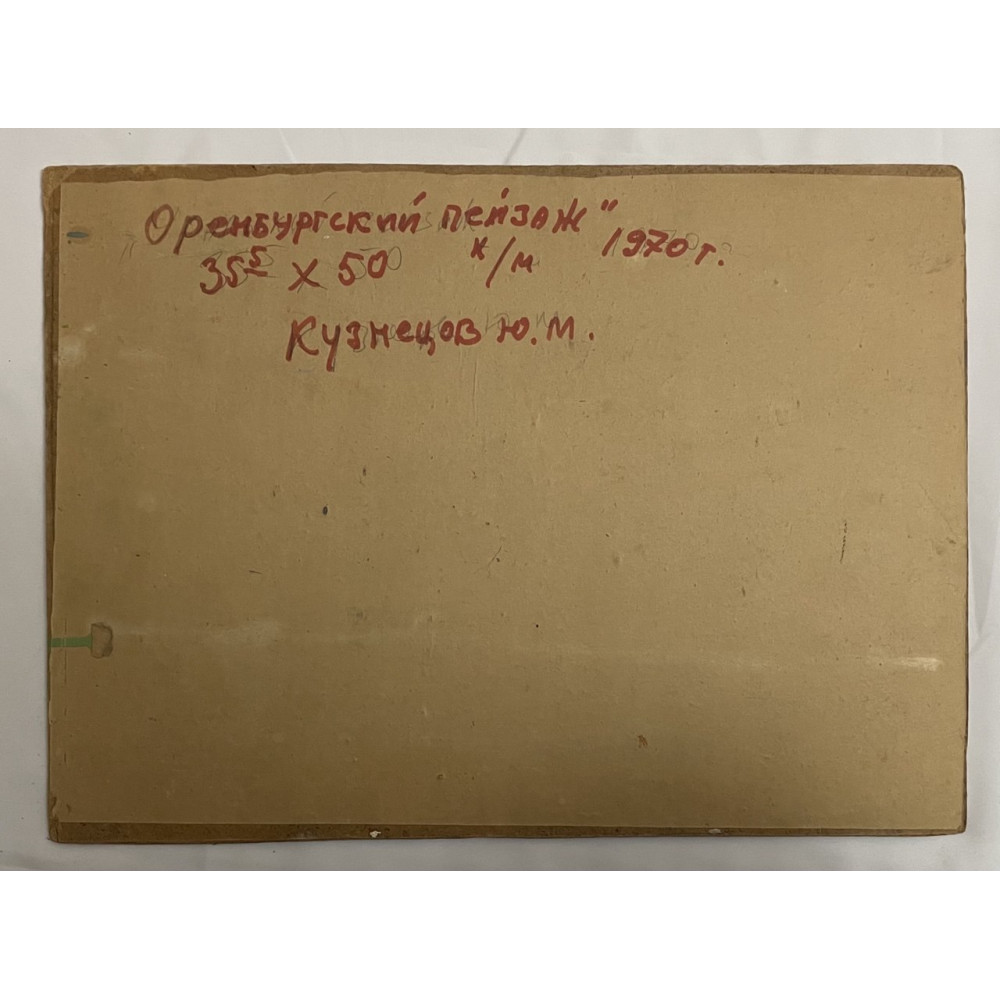 „Оренбургский пейзаж" 1970 г.
35⁵ x 50 к/м
Кузнецов Ю.М.